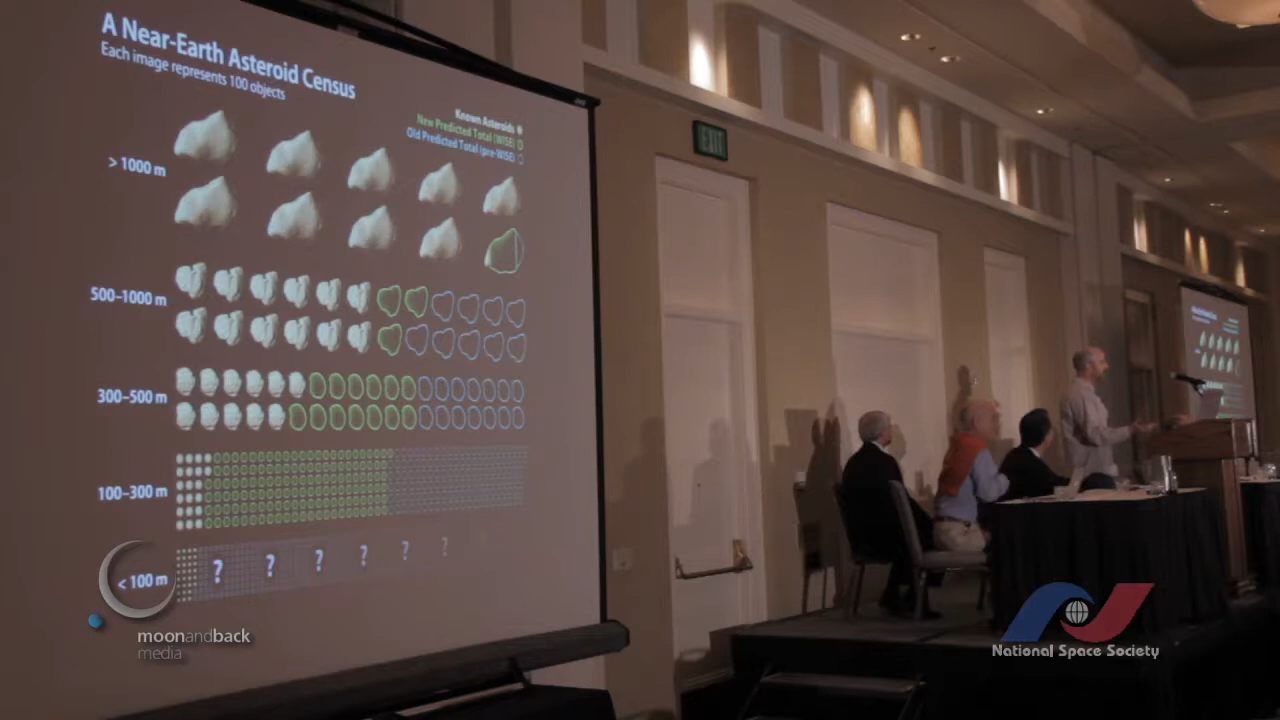 A Near-Earth Asteroid Census
Each image represents 100 objects
Known Asteroids
New Predicted Total (WISE)
Old Predicted Total (pre-WISE)
> 1000 m
500–1000 m
300–500 m
100–300 m
< 100 m
? ? ? ? ? ?
EXIT
moonandback
media
National Space Society